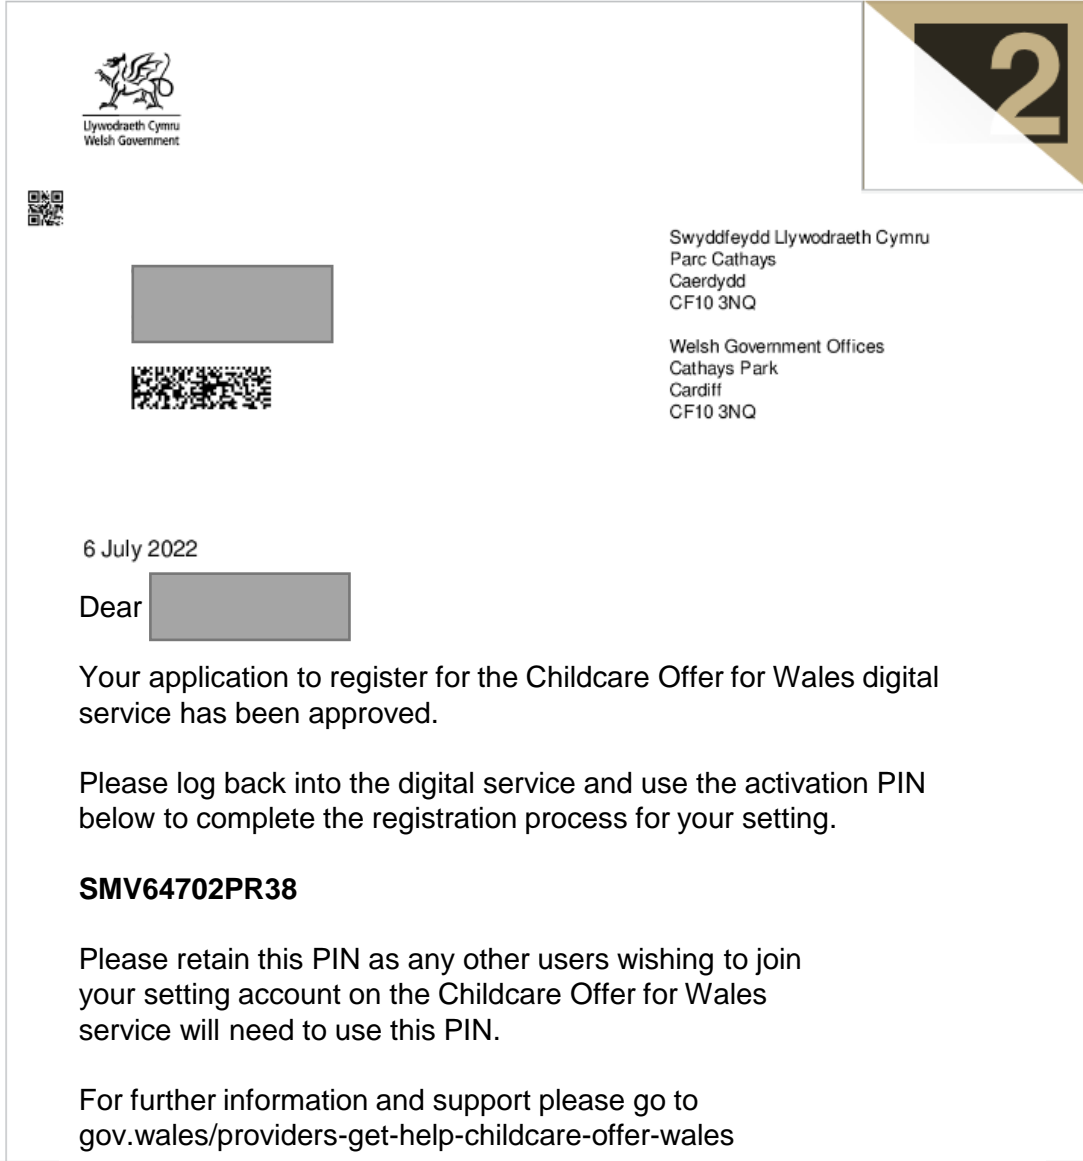 2
Llywodraeth Cymru
Welsh Government
Swyddfeydd Llywodraeth Cymru
Parc Cathays
Caerdydd
CF10 3NQ
Welsh Government Offices
Cathays Park
Cardiff
CF10 3NQ
6 July 2022
Dear
Your application to register for the Childcare Offer for Wales digital
service has been approved.
Please log back into the digital service and use the activation PIN
below to complete the registration process for your setting.
SMV64702PR38
Please retain this PIN as any other users wishing to join
your setting account on the Childcare Offer for Wales
service will need to use this PIN.
For further information and support please go to
gov.wales/providers-get-help-childcare-offer-wales